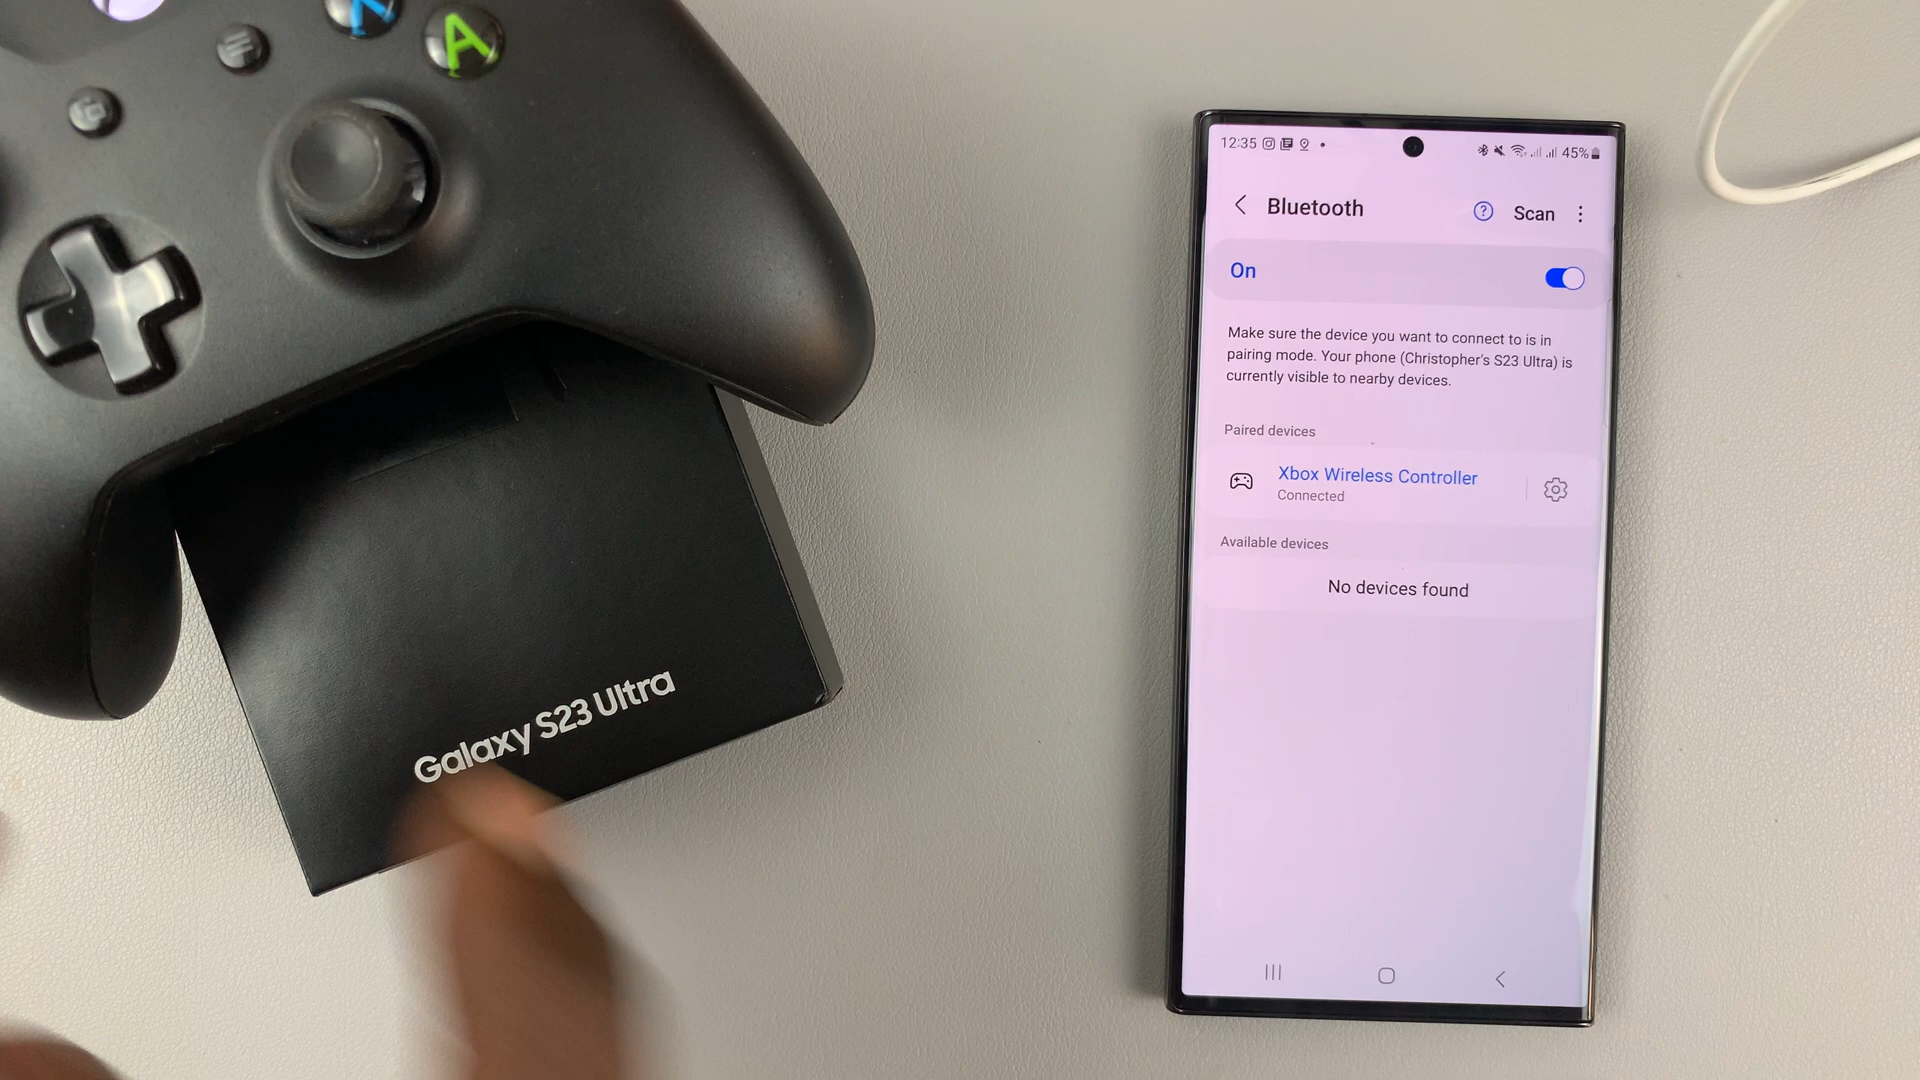 X
A
Galaxy S23 Ultra
12:35
45%
Bluetooth
Scan
On
Make sure the device you want to connect to is in
pairing mode. Your phone (Christopher's S23 Ultra) is
currently visible to nearby devices.
Paired devices
Xbox Wireless Controller
Connected
Available devices
No devices found